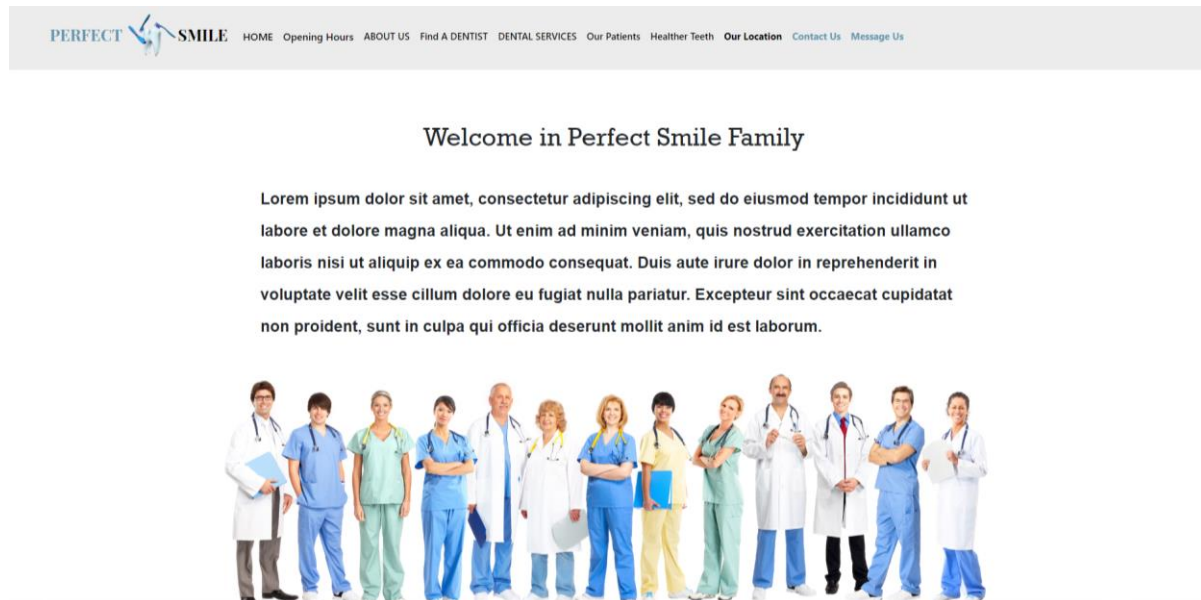 PERFECT SMILE HOME Opening Hours ABOUT US Find A DENTIST DENTAL SERVICES Our Patients Healther Teeth Our Location Contact Us Message Us
Welcome in Perfect Smile Family
Lorem ipsum dolor sit amet, consectetur adipiscing elit, sed do eiusmod tempor incididunt ut
labore et dolore magna aliqua. Ut enim ad minim veniam, quis nostrud exercitation ullamco
laboris nisi ut aliquip ex ea commodo consequat. Duis aute irure dolor in reprehenderit in
voluptate velit esse cillum dolore eu fugiat nulla pariatur. Excepteur sint occaecat cupidatat
non proident, sunt in culpa qui officia deserunt mollit anim id est laborum.